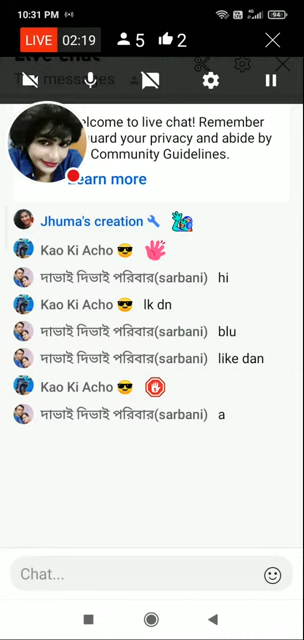 10:31 PM
94
LIVE 02:19 5 2
messages
elcome to live chat! Remember
uard your privacy and abide by
Community Guidelines.
earn more
Jhuma's creation
Kao Ki Acho
দাভাই দিভাই পরিবার(sarbani) hi
Kao Ki Acho lk dn
দাভাই দিভাই পরিবার(sarbani) blu
দাভাই দিভাই পরিবার(sarbani) like dan
Kao Ki Acho
দাভাই দিভাই পরিবার(sarbani) a
Chat...